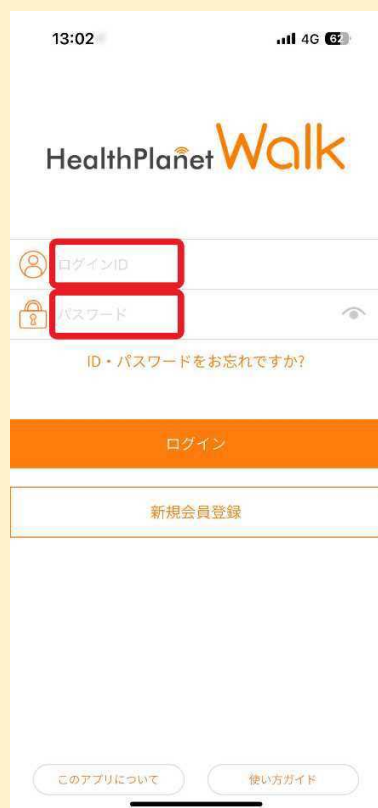 13:02 4G 62
HealthPlanet Walk
ログインID
パスワード
ID・パスワードをお忘れですか?
ログイン
新規会員登録
このアプリについて 使い方ガイド